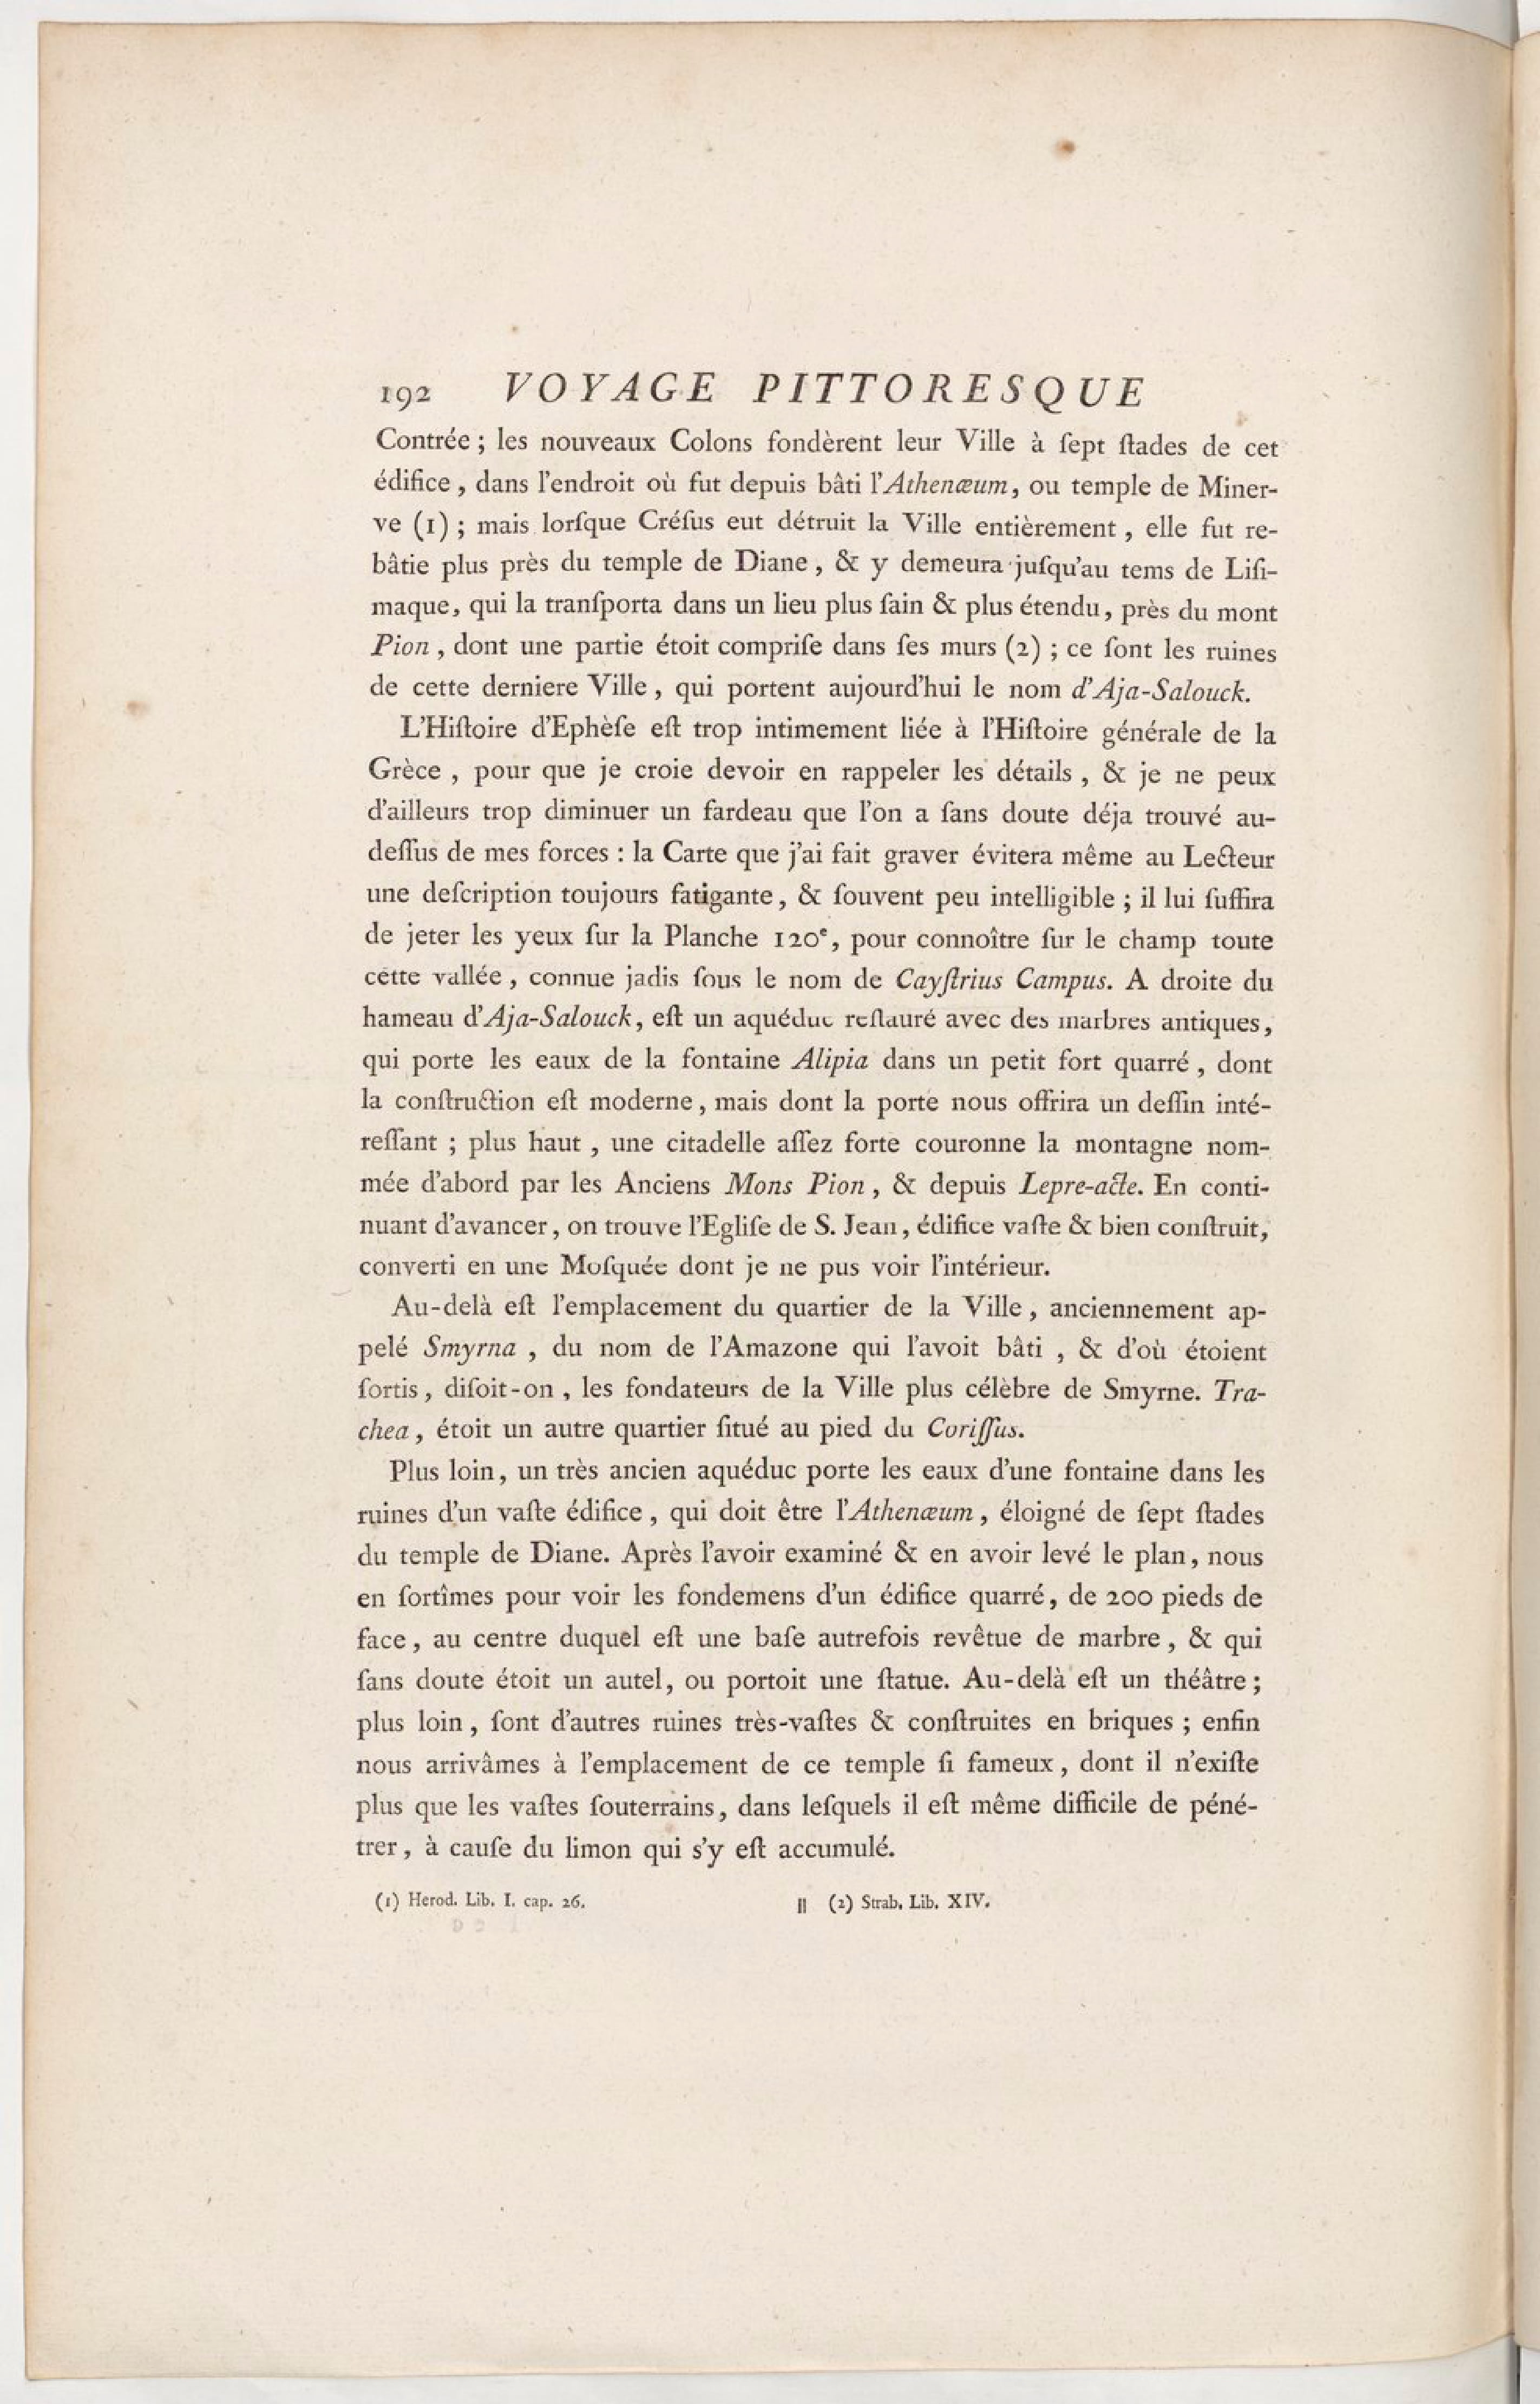 192 VOYAGE PITTORESQUE
Contrée ; les nouveaux Colons fondèrent leur Ville à ſept ſtades de cet
édifice , dans l'endroit où fut depuis bâti l'Athenæum, ou temple de Miner-
ve (1) ; mais lorſque Créſus eut détruit la Ville entièrement , elle fut re-
bâtie plus près du temple de Diane , & y demeura juſqu'au tems de Liſi-
maque, qui la tranſporta dans un lieu plus ſain & plus étendu, près du mont
Pion , dont une partie étoit compriſe dans ſes murs (2) ; ce ſont les ruines
de cette derniere Ville , qui portent aujourd'hui le nom d'Aja-Salouck.
L'Hiſtoire d'Ephèſe eſt trop intimement liée à l'Hiſtoire générale de la
Grèce , pour que je croie devoir en rappeler les détails , & je ne peux
d'ailleurs trop diminuer un fardeau que l'on a ſans doute déja trouvé au-
deſſus de mes forces : la Carte que j'ai fait graver évitera même au Lecteur
une deſcription toujours fatigante, & ſouvent peu intelligible ; il lui ſuffira
de jeter les yeux ſur la Planche 120e, pour connoître ſur le champ toute
cette vallée , connue jadis ſous le nom de Cayſtrius Campus. A droite du
hameau d'Aja-Salouck, eſt un aquéduc reſtauré avec des marbres antiques,
qui porte les eaux de la fontaine Alipia dans un petit fort quarré , dont
la conſtruction eſt moderne, mais dont la porte nous offrira un deſſin inté-
reſſant ; plus haut , une citadelle aſſez forte couronne la montagne nom-
mée d'abord par les Anciens Mons Pion , & depuis Lepre-acte. En conti-
nuant d'avancer, on trouve l'Egliſe de S. Jean, édifice vaſte & bien conſtruit,
converti en une Moſquée dont je ne pus voir l'intérieur.
Au-delà eſt l'emplacement du quartier de la Ville , anciennement ap-
pelé Smyrna , du nom de l'Amazone qui l'avoit bâti , & d'où étoient
ſortis , diſoit-on , les fondateurs de la Ville plus célèbre de Smyrne. Tra-
chea , étoit un autre quartier ſitué au pied du Coriſſus.
Plus loin, un très ancien aquéduc porte les eaux d'une fontaine dans les
ruines d'un vaſte édifice , qui doit être l'Athenæum , éloigné de ſept ſtades
du temple de Diane. Après l'avoir examiné & en avoir levé le plan, nous
en ſortîmes pour voir les fondemens d'un édifice quarré, de 200 pieds de
face , au centre duquel eſt une baſe autrefois revêtue de marbre , & qui
ſans doute étoit un autel, ou portoit une ſtatue. Au-delà eſt un théâtre ;
plus loin , ſont d'autres ruines très-vaſtes & conſtruites en briques ; enfin
nous arrivâmes à l'emplacement de ce temple ſi fameux , dont il n'exiſte
plus que les vaſtes ſouterrains, dans leſquels il eſt même difficile de péné-
trer , à cauſe du limon qui s'y eſt accumulé.
(1) Herod. Lib. I. cap. 26. || (2) Strab. Lib. XIV.